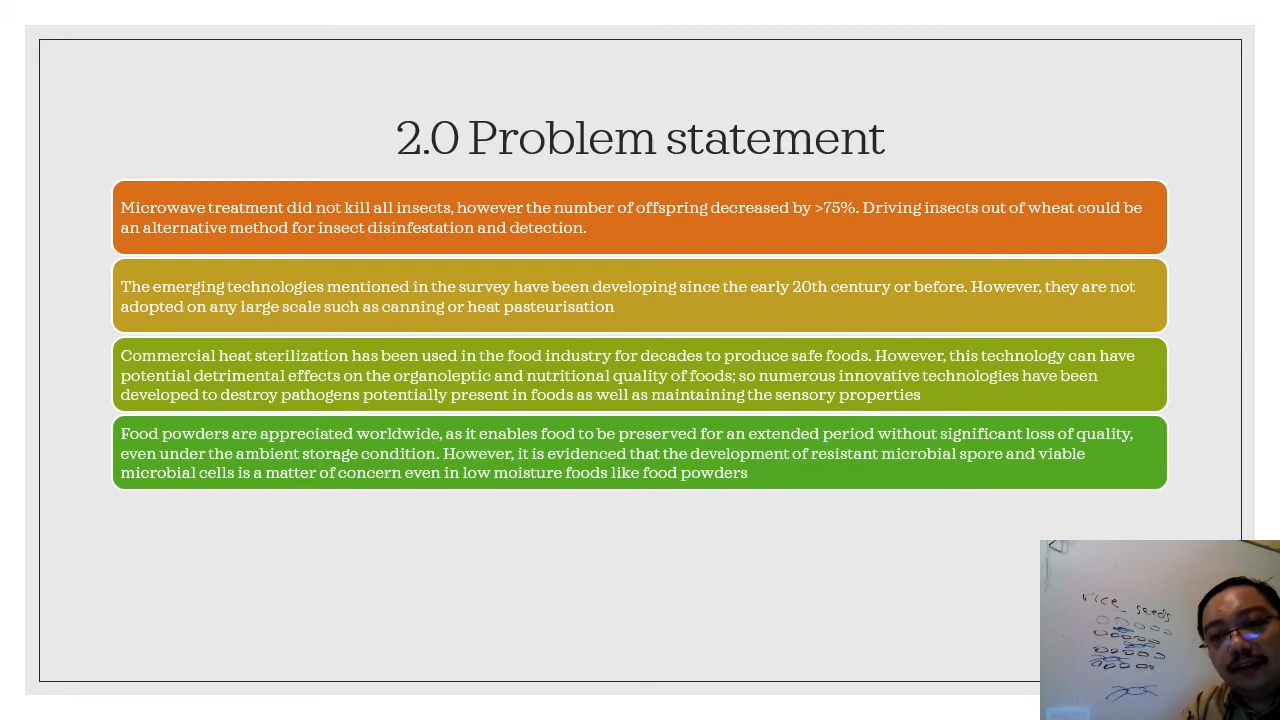 2.0 Problem statement
Microwave treatment did not kill all insects, however the number of offspring decreased by >75%. Driving insects out of wheat could be
an alternative method for insect disinfestation and detection.
The emerging technologies mentioned in the survey have been developing since the early 20th century or before. However, they are not
adopted on any large scale such as canning or heat pasteurisation
Commercial heat sterilization has been used in the food industry for decades to produce safe foods. However, this technology can have
potential detrimental effects on the organoleptic and nutritional quality of foods; so numerous innovative technologies have been
developed to destroy pathogens potentially present in foods as well as maintaining the sensory properties
Food powders are appreciated worldwide, as it enables food to be preserved for an extended period without significant loss of quality,
even under the ambient storage condition. However, it is evidenced that the development of resistant microbial spore and viable
microbial cells is a matter of concern even in low moisture foods like food powders
rice seeds